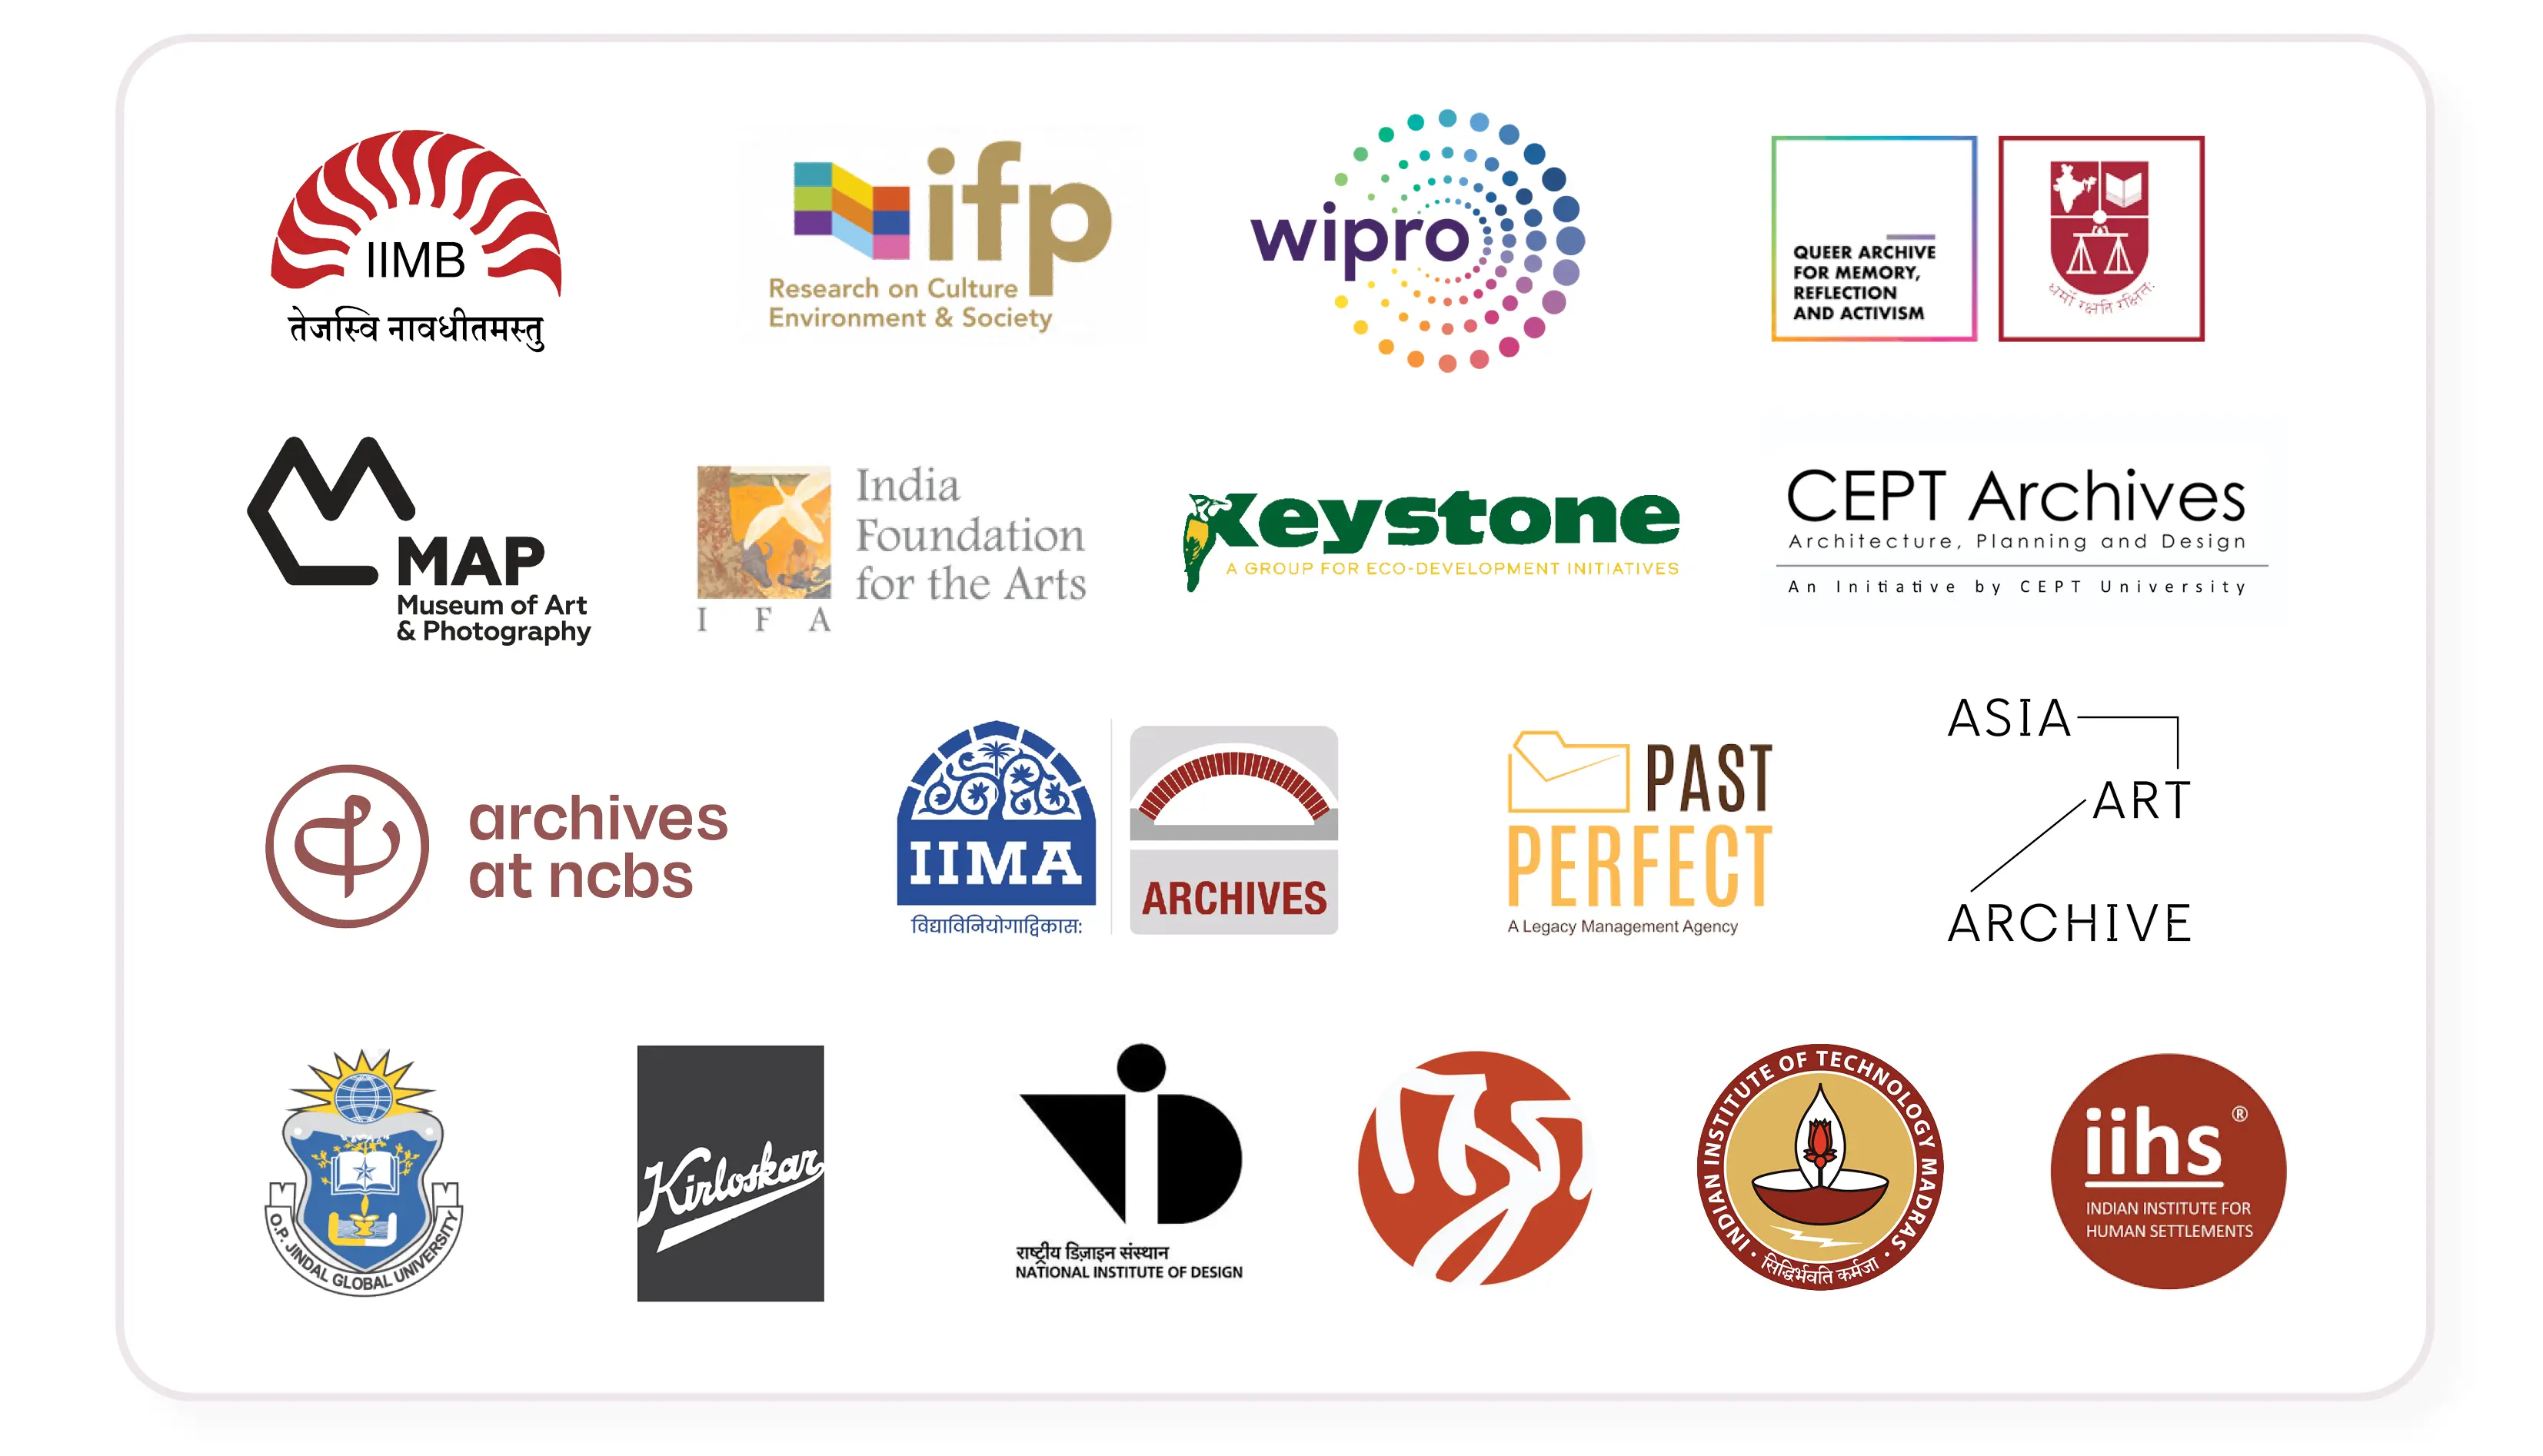 IIMB
तेजस्वि नावधीतमस्तु
ifp
Research on Culture
Environment & Society
wipro
QUEER ARCHIVE
FOR MEMORY,
REFLECTION
AND ACTIVISM
धर्मो रक्षति रक्षितः
MAP
Museum of Art
& Photography
India
Foundation
for the Arts
I F A
Keystone
A GROUP FOR ECO-DEVELOPMENT INITIATIVES
CEPT Archives
Architecture, Planning and Design
An Initiative by CEPT University
archives
at ncbs
IIMA
विद्याविनियोगाद्विकास:
ARCHIVES
PAST
PERFECT
A Legacy Management Agency
ASIA
ART
ARCHIVE
O.P. JINDAL GLOBAL UNIVERSITY
Kirloskar
राष्ट्रीय डिज़ाइन संस्थान
NATIONAL INSTITUTE OF DESIGN
INDIAN INSTITUTE OF TECHNOLOGY MADRAS
सिद्धिर्भवति कर्मजा
iihs ®
INDIAN INSTITUTE FOR
HUMAN SETTLEMENTS